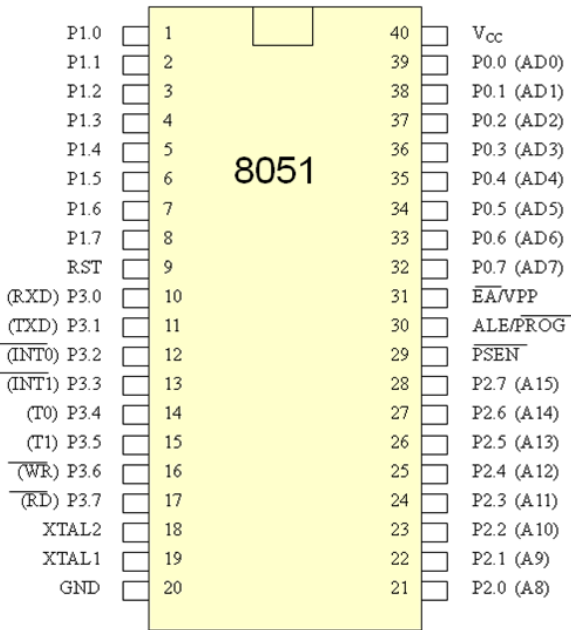 P1.0 1 40 VCC
P1.1 2 39 P0.0 (AD0)
P1.2 3 38 P0.1 (AD1)
P1.3 4 37 P0.2 (AD2)
P1.4 5 36 P0.3 (AD3)
8051
P1.5 6 35 P0.4 (AD4)
P1.6 7 34 P0.5 (AD5)
P1.7 8 33 P0.6 (AD6)
RST 9 32 P0.7 (AD7)
(RXD) P3.0 10 31 EA/VPP
(TXD) P3.1 11 30 ALE/PROG
(INT0) P3.2 12 29 PSEN
(INT1) P3.3 13 28 P2.7 (A15)
(T0) P3.4 14 27 P2.6 (A14)
(T1) P3.5 15 26 P2.5 (A13)
(WR) P3.6 16 25 P2.4 (A12)
(RD) P3.7 17 24 P2.3 (A11)
XTAL2 18 23 P2.2 (A10)
XTAL1 19 22 P2.1 (A9)
GND 20 21 P2.0 (A8)